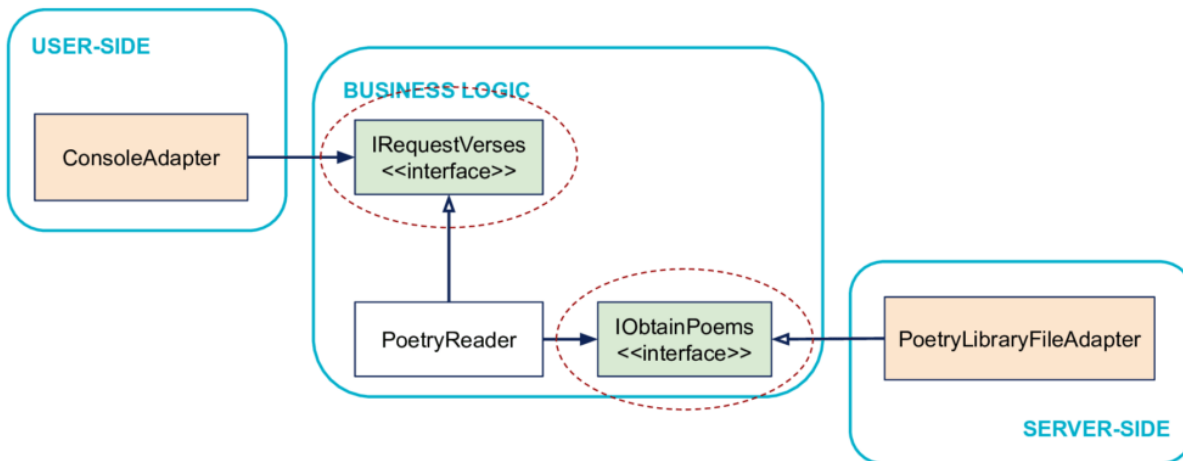 USER-SIDE
ConsoleAdapter
BUSINESS LOGIC
IRequestVerses
<<interface>>
PoetryReader
IObtainPoems
<<interface>>
PoetryLibraryFileAdapter
SERVER-SIDE